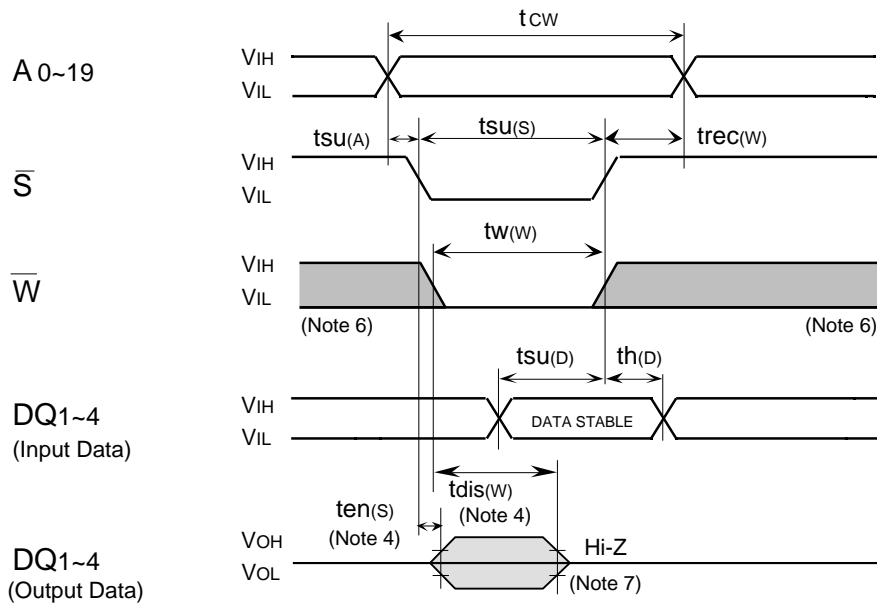 tCW
A 0~19
VIH
VIL
tsu(A)
tsu(S)
trec(W)
S
VIH
VIL
tw(W)
W
VIH
VIL
(Note 6)
(Note 6)
tsu(D)
th(D)
DQ1~4
(Input Data)
VIH
VIL
DATA STABLE
ten(S)
(Note 4)
tdis(W)
(Note 4)
DQ1~4
(Output Data)
VOH
VOL
Hi-Z
(Note 7)